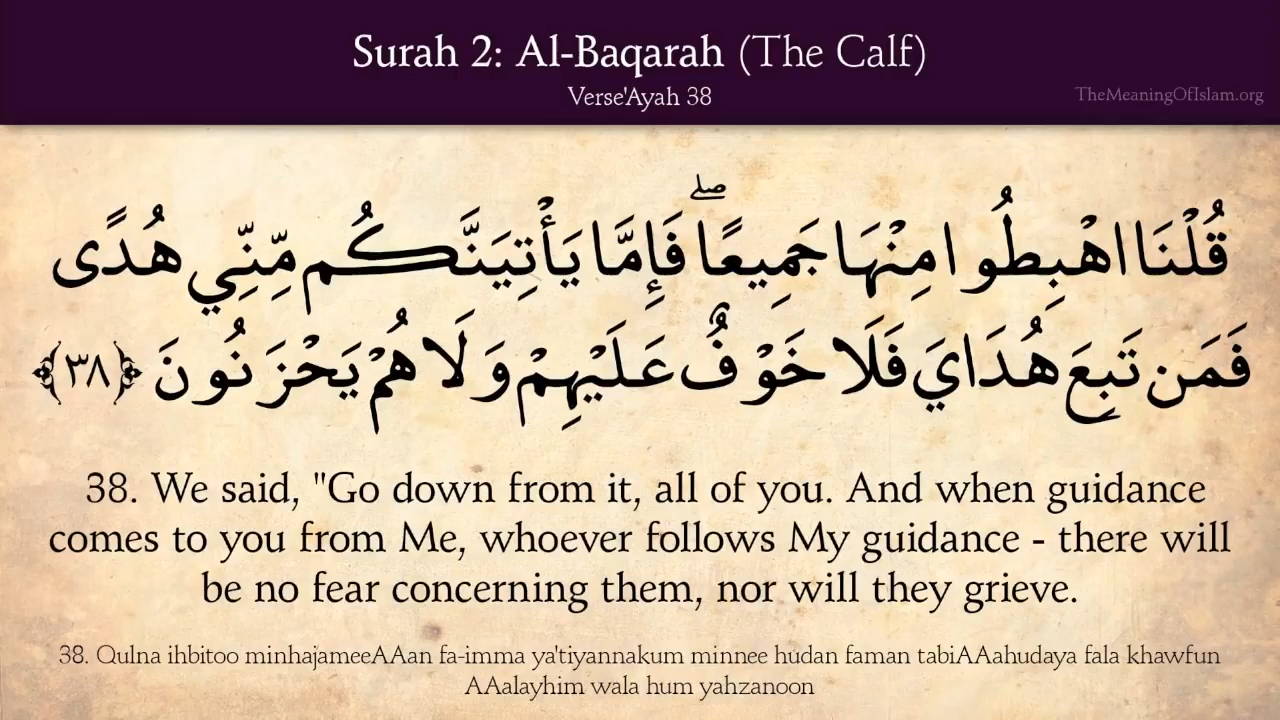 Surah 2: Al-Baqarah (The Calf)
Verse'Ayah 38
TheMeaningOfIslam.org
قُلْنَا اهْبِطُوا مِنْهَا جَمِيعًا ۖ فَإِمَّا يَأْتِيَنَّكُم مِّنِّي هُدًى
فَمَن تَبِعَ هُدَايَ فَلَا خَوْفٌ عَلَيْهِمْ وَلَا هُمْ يَحْزَنُونَ ﴿٣٨﴾
38. We said, "Go down from it, all of you. And when guidance
comes to you from Me, whoever follows My guidance - there will
be no fear concerning them, nor will they grieve.
38. Qulna ihbitoo minhajameeAAan fa-imma ya'tiyannakum minnee hudan faman tabiAAahudaya fala khawfun
AAalayhim wala hum yahzanoon